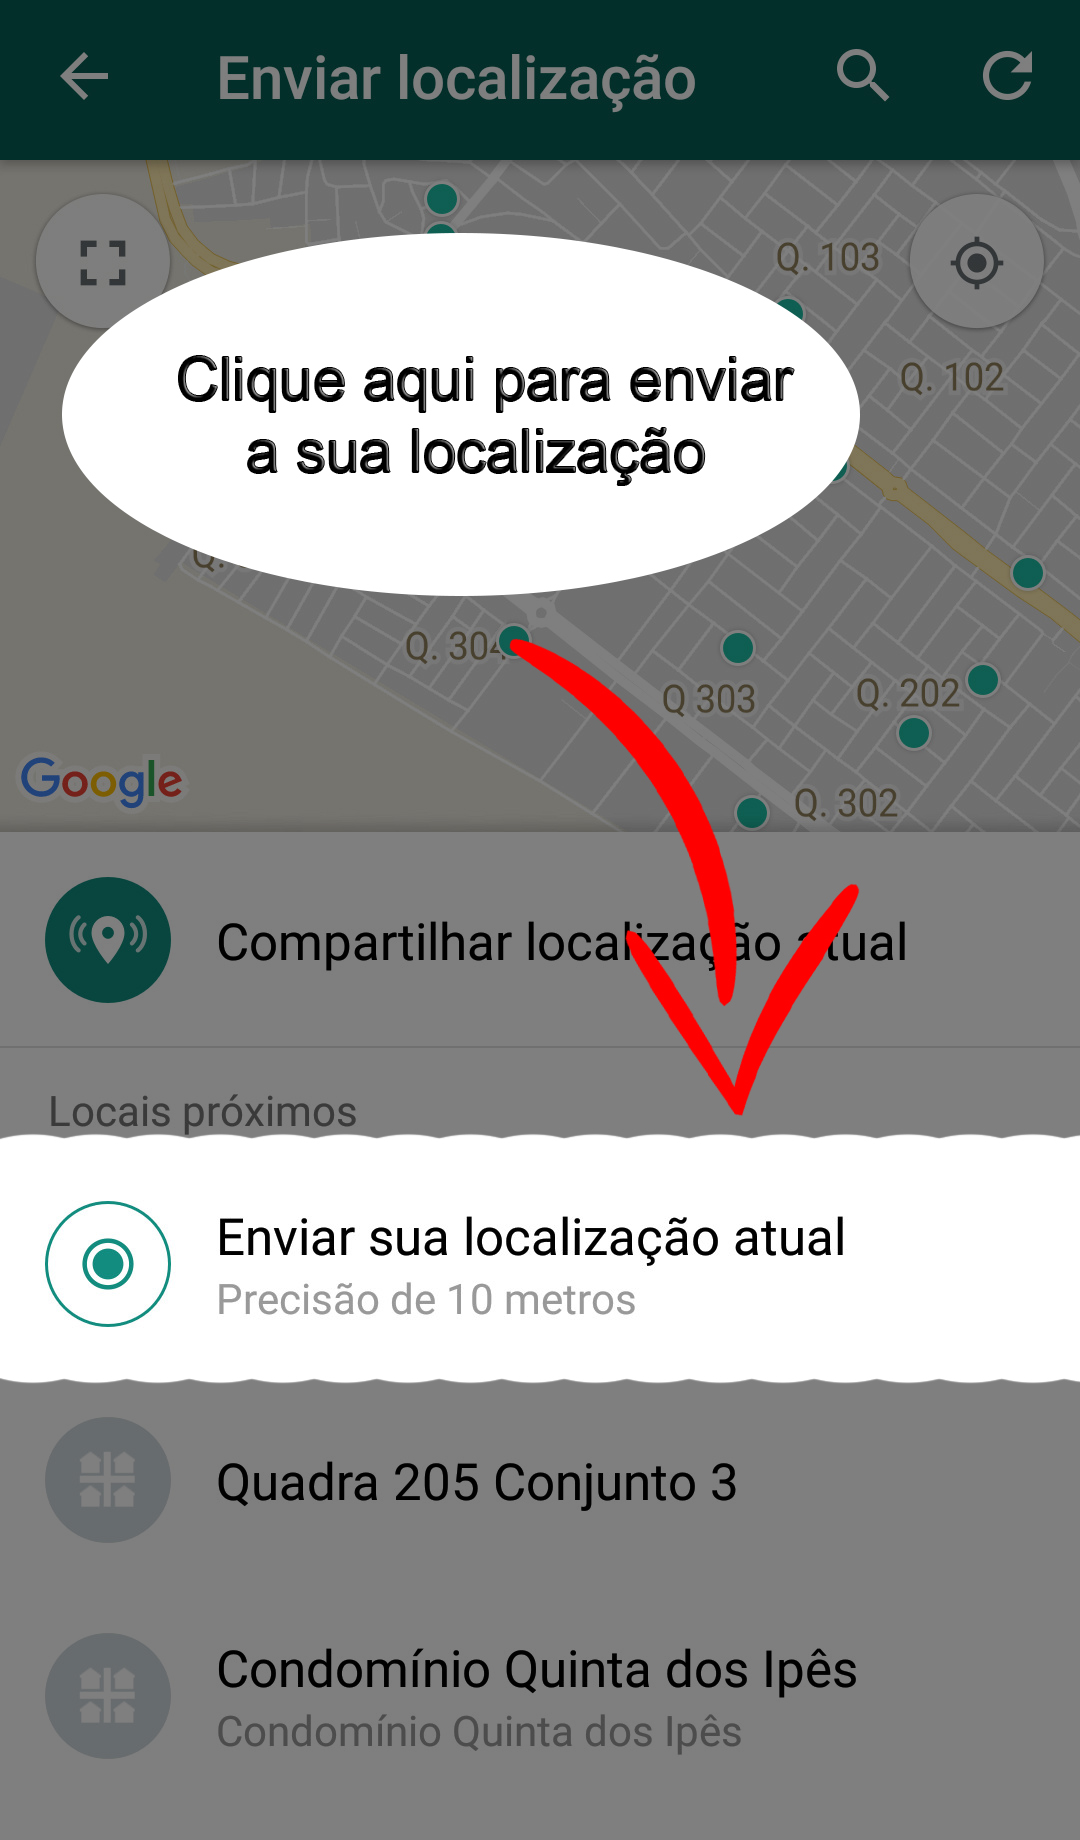 Enviar localização
Q. 103
Q. 102
Clique aqui para enviar
a sua localização
Q.
Q. 304
Q 303
Q. 202
Google
Q. 302
Compartilhar localização atual
Locais próximos
Enviar sua localização atual
Precisão de 10 metros
Quadra 205 Conjunto 3
Condomínio Quinta dos Ipês
Condomínio Quinta dos Ipês